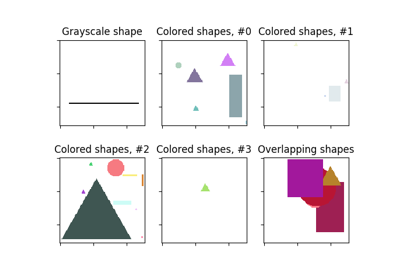 Grayscale shape
Colored shapes, #0
Colored shapes, #1
Colored shapes, #2
Colored shapes, #3
Overlapping shapes